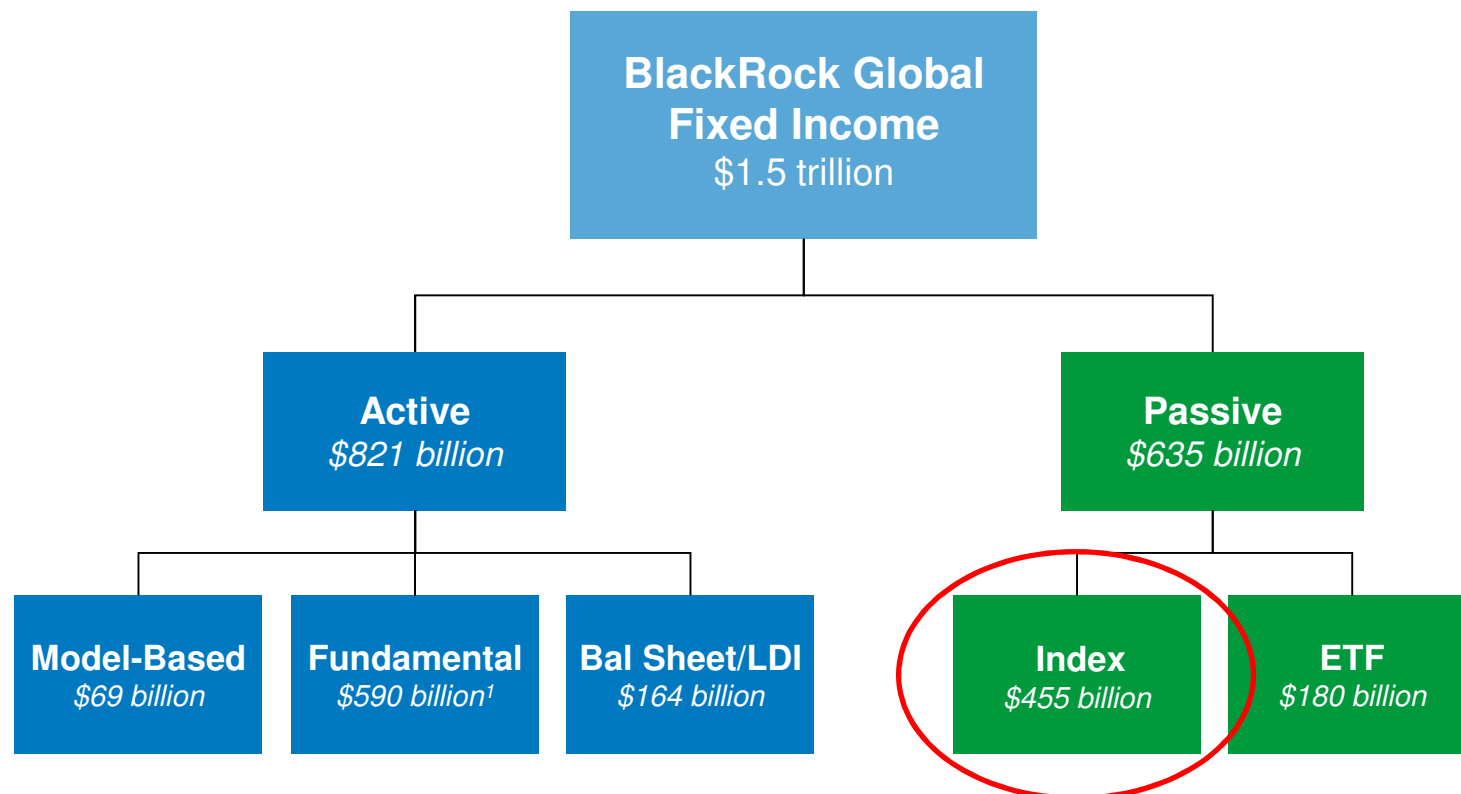 BlackRock Global
Fixed Income
$1.5 trillion
Active
$821 billion
Passive
$635 billion
Model-Based
$69 billion
Fundamental
$590 billion¹
Bal Sheet/LDI
$164 billion
Index
$455 billion
ETF
$180 billion